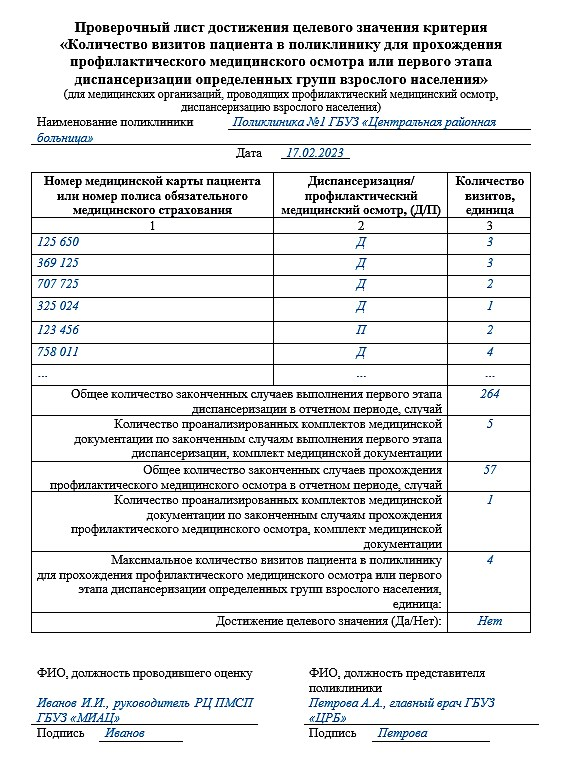 Проверочный лист достижения целевого значения критерия
«Количество визитов пациента в поликлинику для прохождения
профилактического медицинского осмотра или первого этапа
диспансеризации определенных групп взрослого населения»
(для медицинских организаций, проводящих профилактический медицинский осмотр,
диспансеризацию взрослого населения)
Наименование поликлиники Поликлиника №1 ГБУЗ «Центральная районная
больница»
Дата 17.02.2023
Номер медицинской карты пациента
или номер полиса обязательного
медицинского страхования
Диспансеризация/
профилактический
медицинский осмотр, (Д/П)
Количество
визитов,
единица
1 2 3
125 650 Д 3
369 125 Д 3
707 725 Д 2
325 024 Д 1
123 456 П 2
758 011 Д 4
... ... ...
Общее количество законченных случаев выполнения первого этапа 264
диспансеризации в отчетном периоде, случай
Количество проанализированных комплектов медицинской 5
документации по законченным случаям выполнения первого этапа
диспансеризации, комплект медицинской документации
Общее количество законченных случаев прохождения 57
профилактического медицинского осмотра в отчетном периоде, случай
Количество проанализированных комплектов медицинской 1
документации по законченным случаям прохождения
профилактического медицинского осмотра, комплект медицинской
документации
Максимальное количество визитов пациента в поликлинику 4
для прохождения профилактического медицинского осмотра или первого
этапа диспансеризации определенных групп взрослого населения,
единица:
Достижение целевого значения (Да/Нет): Нет
ФИО, должность проводившего оценку
Иванов И.И., руководитель РЦ ПМСП
ГБУЗ «МИАЦ»
Подпись Иванов
ФИО, должность представителя
поликлиники
Петрова А.А., главный врач ГБУЗ
«ЦРБ»
Подпись Петрова